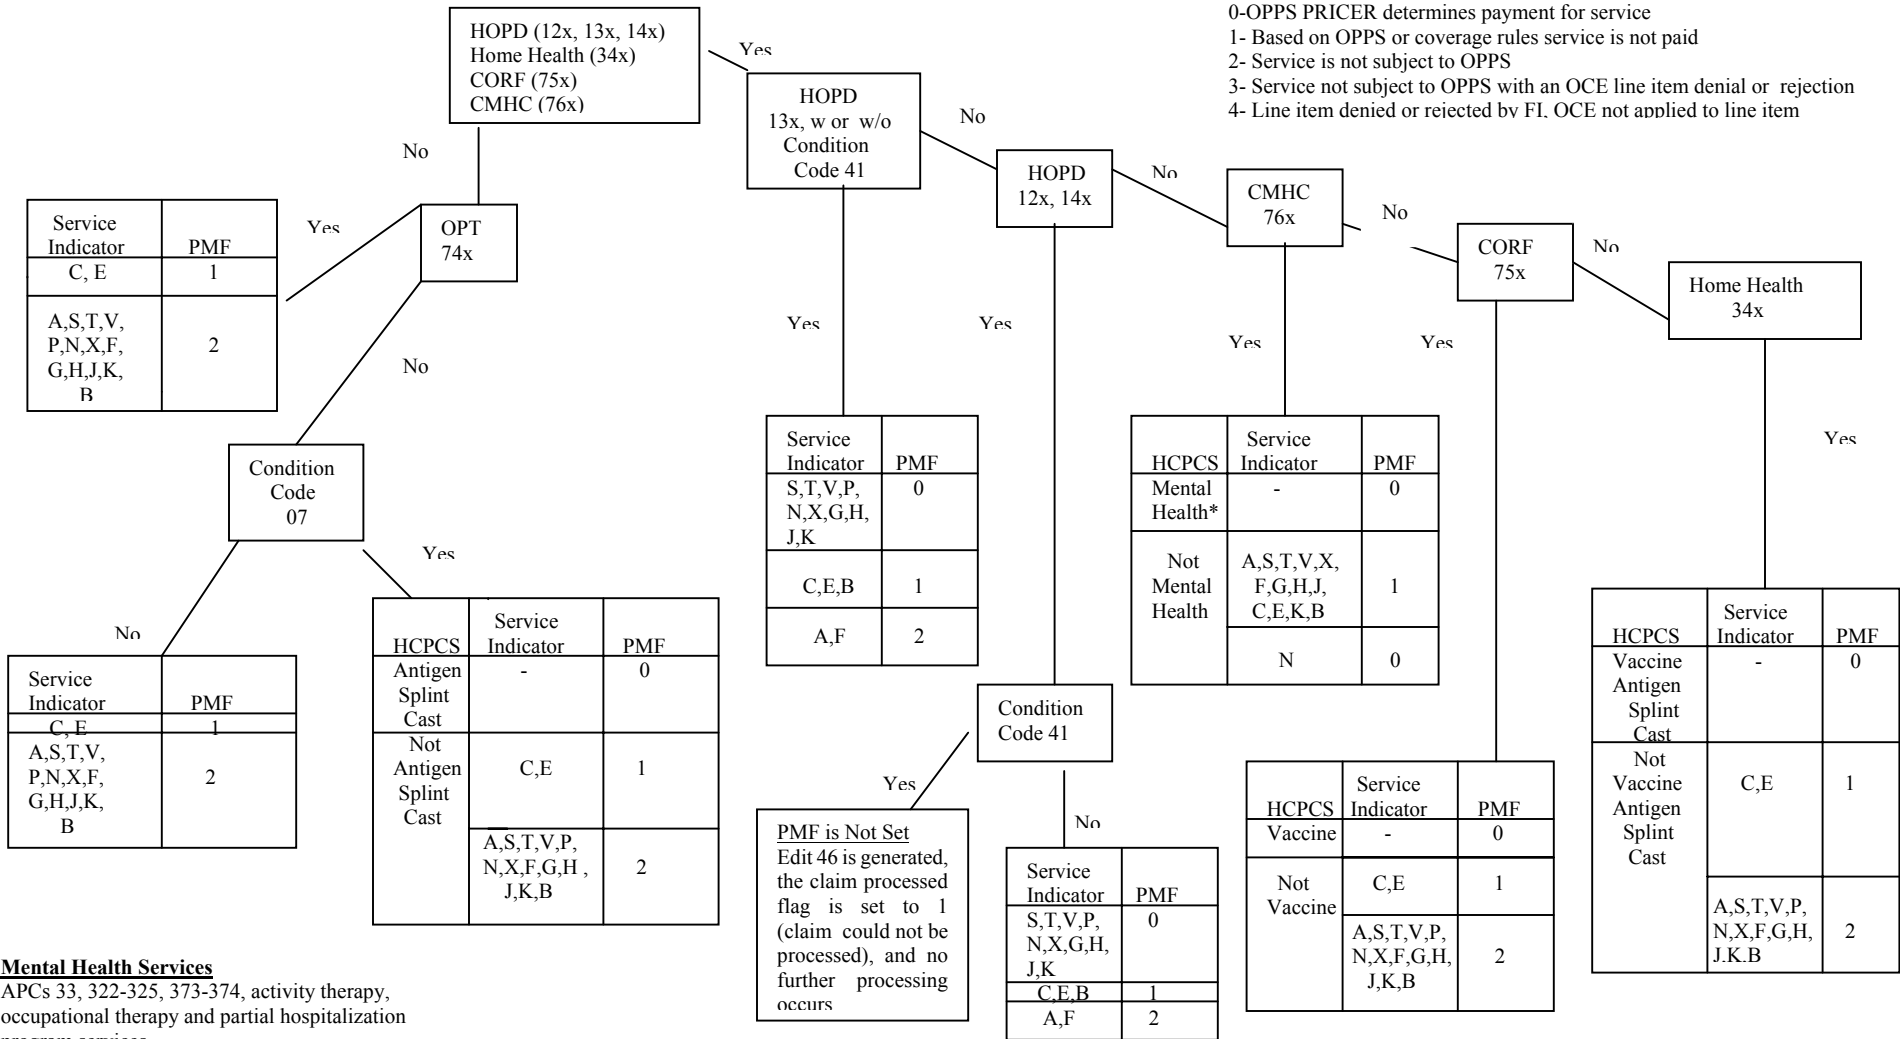 0-OPPS PRICER determines payment for service
1- Based on OPPS or coverage rules service is not paid
2- Service is not subject to OPPS
3- Service not subject to OPPS with an OCE line item denial or rejection
4- Line item denied or rejected by FI, OCE not applied to line item
HOPD (12x, 13x, 14x)
Home Health (34x)
CORF (75x)
CMHC (76x)
Yes
No
HOPD
13x, w or w/o
Condition
Code 41
No
HOPD
12x, 14x
No
CMHC
76x
No
CORF
75x
No
Home Health
34x
OPT
74x
Yes
No
Service
Indicator PMF
C, E 1
A,S,T,V,
P,N,X,F,
G,H,J,K,
B
2
Condition
Code
07
No
Yes
Service
Indicator PMF
C, E 1
A,S,T,V,
P,N,X,F,
G,H,J,K,
B
2
HCPCS Service
Indicator PMF
Antigen
Splint
Cast
- 0
Not
Antigen
Splint
Cast
C,E 1
A,S,T,V,P,
N,X,F,G,H ,
J,K,B
2
Yes
Service
Indicator PMF
S,T,V,P,
N,X,G,H,
J,K
0
C,E,B 1
A,F 2
Yes
Condition
Code 41
Yes
No
PMF is Not Set
Edit 46 is generated,
the claim processed
flag is set to 1
(claim could not be
processed), and no
further processing
occurs
Service
Indicator PMF
S,T,V,P,
N,X,G,H,
J,K
0
C,E,B 1
A,F 2
Yes
HCPCS Service
Indicator PMF
Mental
Health*
- 0
Not
Mental
Health
A,S,T,V,X,
F,G,H,J,
C,E,K,B
1
N 0
Yes
HCPCS Service
Indicator PMF
Vaccine - 0
Not
Vaccine
C,E 1
A,S,T,V,P,
N,X,F,G,H,
J,K,B
2
Yes
HCPCS Service
Indicator PMF
Vaccine
Antigen
Splint
Cast
- 0
Not
Vaccine
Antigen
Splint
Cast
C,E 1
A,S,T,V,P,
N,X,F,G,H,
J,K,B
2
Mental Health Services
APCs 33, 322-325, 373-374, activity therapy,
occupational therapy and partial hospitalization
program services